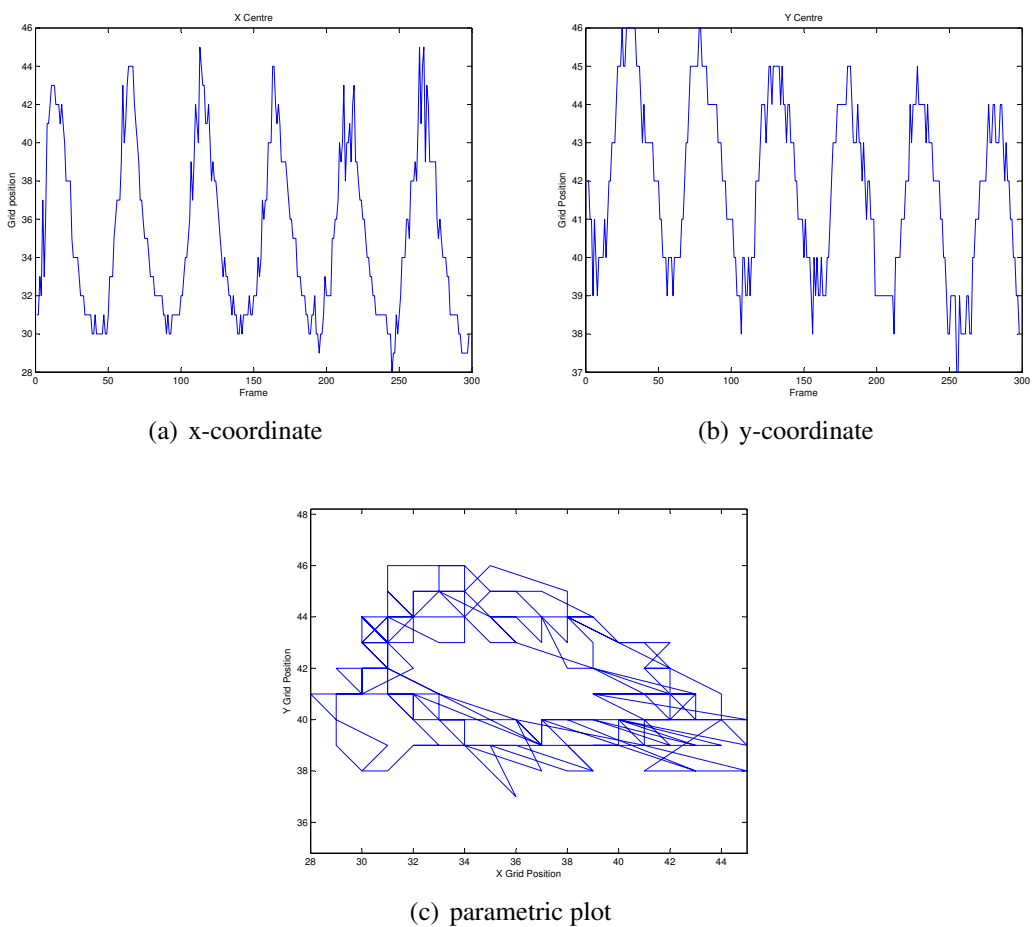 X Centre
46
44
42
40
38
36
34
32
30
28
Grid position
0 50 100 150 200 250 300
Frame
(a) x-coordinate
Y Centre
46
45
44
43
42
41
40
39
38
37
Grid Position
0 50 100 150 200 250 300
Frame
(b) y-coordinate
48
46
44
42
40
38
36
Y Grid Position
28 30 32 34 36 38 40 42 44
X Grid Position
(c) parametric plot